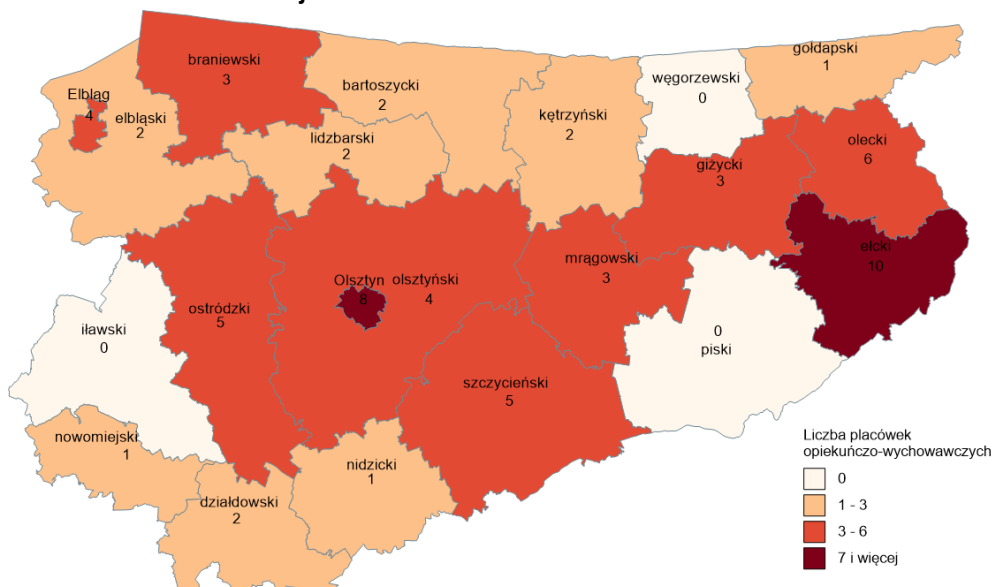 braniewski
3
gołdapski
1
węgorzewski
0
bartoszycki
2
Elbląg
4
elbląski
2
kętrzyński
2
lidzbarski
2
olecki
6
giżycki
3
ełcki
10
mrągowski
3
Olsztyn
8
olsztyński
4
ostródzki
5
iławski
0
0
piski
szczycieński
5
nowomiejski
1
nidzicki
1
działdowski
2
Liczba placówek
opiekuńczo-wychowawczych
0
1 - 3
3 - 6
7 i więcej